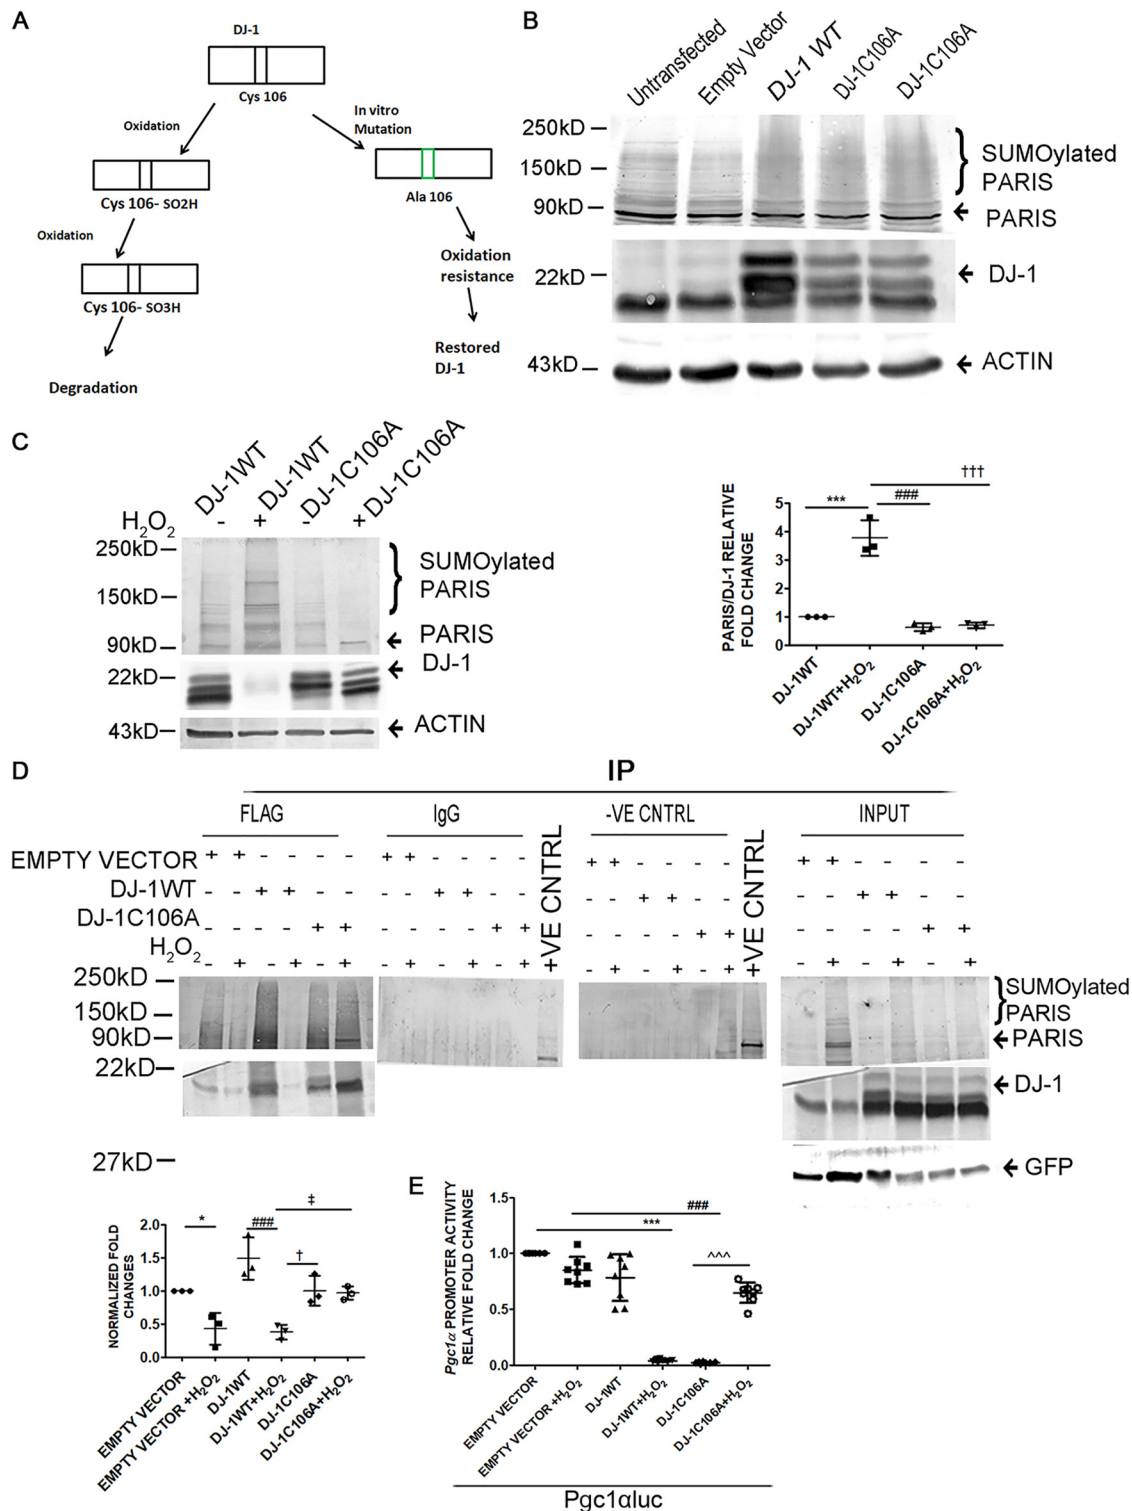 A
DJ-1
Cys 106
Oxidation
In vitro
Mutation
Cys 106- SO2H
Ala 106
Oxidation
Oxidation
resistance
Cys 106- SO3H
Restored
DJ-1
Degradation
B
Untransfected
Empty Vector
DJ-1 WT
DJ-1C106A
DJ-1C106A
250kD
150kD
90kD
SUMOylated
PARIS
PARIS
22kD
DJ-1
43kD
ACTIN
C
DJ-1WT
DJ-1WT
DJ-1C106A
DJ-1C106A
H2O2 - + - +
250kD
150kD
90kD
22kD
43kD
SUMOylated
PARIS
PARIS
DJ-1
ACTIN
PARIS/DJ-1 RELATIVE
FOLD CHANGE
5
4
3
2
1
0
***
###
†††
DJ-1WT
DJ-1WT+H2O2
DJ-1C106A
DJ-1C106A+H2O2
D
IP
FLAG
IgG
+VE CNTRL
-VE CNTRL
+VE CNTRL
INPUT
EMPTY VECTOR + + - - - - + + - - - - + + - - - - + + - - - -
DJ-1WT - - + + - - - - + + - - - - + + - - - - + + - -
DJ-1C106A - - - - + + - - - - + + - - - - + + - - - - + +
H2O2 - + - + - + - + - + - + - + - + - + - + - + - +
250kD
150kD
90kD
22kD
27kD
SUMOylated
PARIS
PARIS
DJ-1
GFP
NORMALIZED FOLD
CHANGES
2.0
1.5
1.0
0.5
0.0
*
###
‡
†
EMPTY VECTOR
EMPTY VECTOR +H2O2
DJ-1WT
DJ-1WT+H2O2
DJ-1C106A
DJ-1C106A+H2O2
E
Pgc1α PROMOTER ACTIVITY
RELATIVE FOLD CHANGE
1.5
1.0
0.5
0.0
###
***
^^^
EMPTY VECTOR
EMPTY VECTOR +H2O2
DJ-1WT
DJ-1WT+H2O2
DJ-1C106A
DJ-1C106A+H2O2
Pgc1αluc